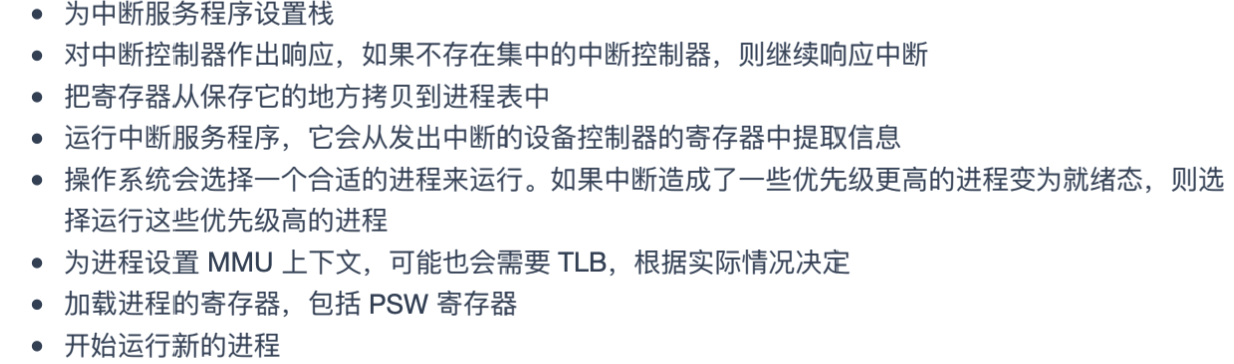 • 为中断服务程序设置栈
• 对中断控制器作出响应，如果不存在集中的中断控制器，则继续响应中断
• 把寄存器从保存它的地方拷贝到进程表中
• 运行中断服务程序，它会从发出中断的设备控制器的寄存器中提取信息
• 操作系统会选择一个合适的进程来运行。如果中断造成了一些优先级更高的进程变为就绪态，则选
择运行这些优先级高的进程
• 为进程设置 MMU 上下文，可能也会需要 TLB，根据实际情况决定
• 加载进程的寄存器，包括 PSW 寄存器
• 开始运行新的进程